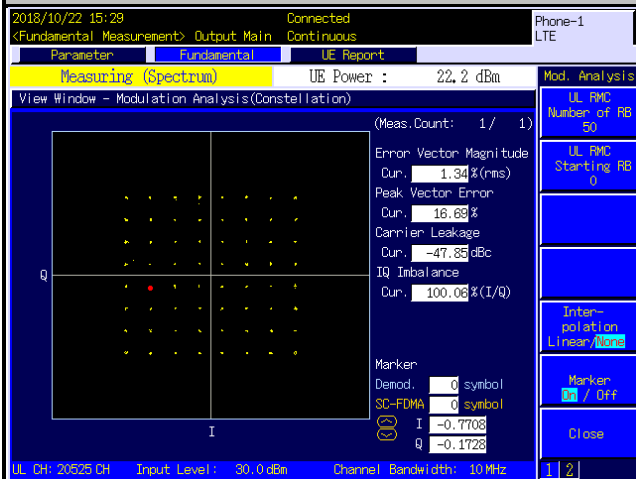 2018/10/22 15:29 Connected Phone-1
<Fundamental Measurement> Output Main Continuous LTE
Parameter Fundamental UE Report
Measuring (Spectrum) UE Power : 22.2 dBm Mod. Analysis
View Window - Modulation Analysis(Constellation)
(Meas.Count: 1/ 1)
Error Vector Magnitude
Cur. 1.34 %(rms)
Peak Vector Error
Cur. 16.69 %
Carrier Leakage
Cur. -47.85 dBc
IQ Imbalance
Cur. 100.06 %(I/Q)
Q
I
Marker
Demod. 0 symbol
SC-FDMA 0 symbol
I -0.7708
Q -0.1728
UL RMC
Number of RB
50
UL RMC
Starting RB
0
Inter-
polation
Linear/None
Marker
On / Off
Close
UL CH: 20525 CH Input Level: 30.0 dBm Channel Bandwidth: 10 MHz 1 2